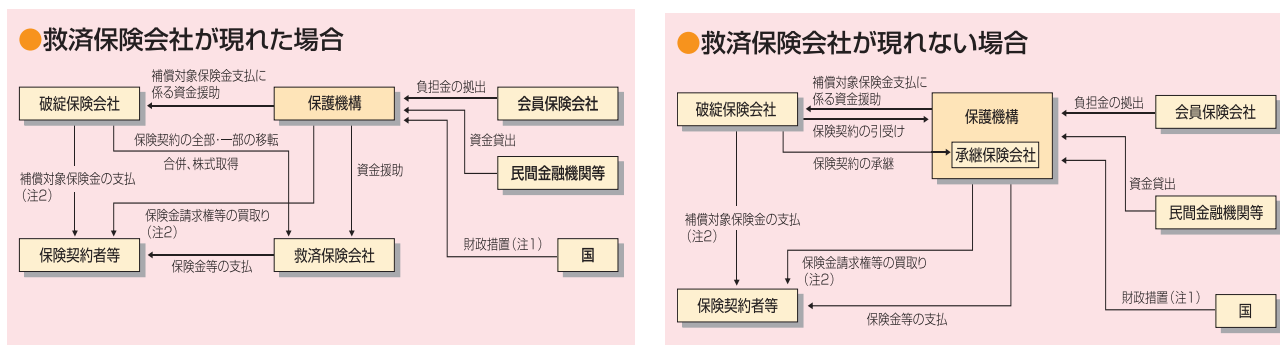 ●救済保険会社が現れた場合
補償対象保険金支払に
係る資金援助
負担金の拠出
破綻保険会社
保護機構
会員保険会社
保険契約の全部・一部の移転
合併、株式取得
資金貸出
資金援助
民間金融機関等
補償対象保険金の支払
（注2）
保険金請求権等の買取り
（注2）
財政措置（注1）
保険契約者等
救済保険会社
国
保険金等の支払
●救済保険会社が現れない場合
補償対象保険金支払に
係る資金援助
負担金の拠出
破綻保険会社
保護機構
会員保険会社
保険契約の引受け
承継保険会社
保険契約の承継
資金貸出
民間金融機関等
補償対象保険金の支払
（注2）
保険金請求権等の買取り
（注2）
財政措置（注1）
保険契約者等
国
保険金等の支払